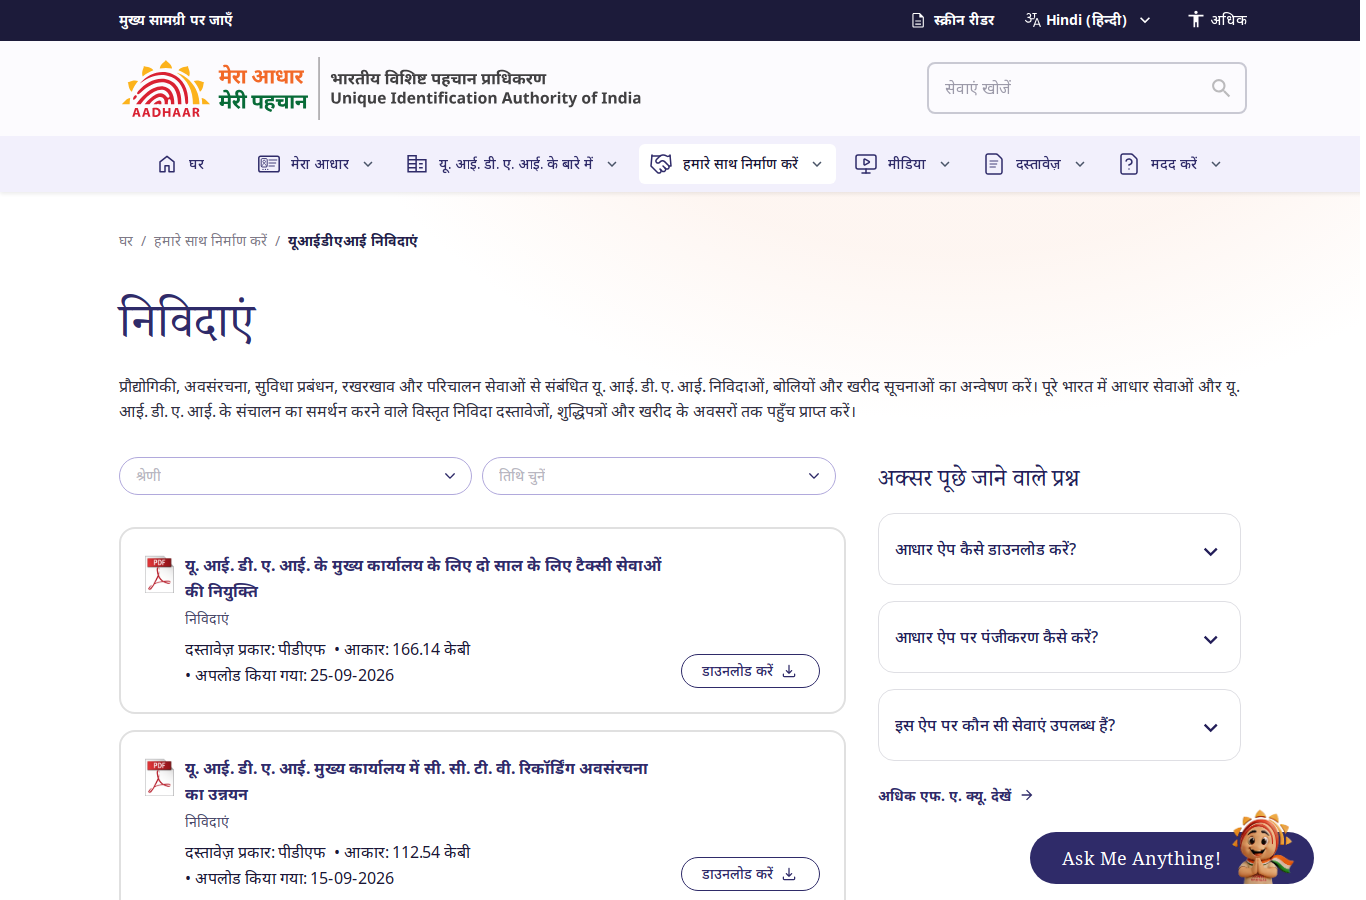 मुख्य सामग्री पर जाएँ
स्क्रीन रीडर
Hindi (हिन्दी)
अधिक
AADHAAR
मेरा आधार
मेरी पहचान
भारतीय विशिष्ट पहचान प्राधिकरण
Unique Identification Authority of India
सेवाएं खोजें
घर
मेरा आधार
यू. आई. डी. ए. आई. के बारे में
हमारे साथ निर्माण करें
मीडिया
दस्तावेज़
मदद करें
घर / हमारे साथ निर्माण करें / यूआईडीएआई निविदाएं
निविदाएं
प्रौद्योगिकी, अवसंरचना, सुविधा प्रबंधन, रखरखाव और परिचालन सेवाओं से संबंधित यू. आई. डी. ए. आई. निविदाओं, बोलियों और खरीद सूचनाओं का अन्वेषण करें। पूरे भारत में आधार सेवाओं और यू.
आई. डी. ए. आई. के संचालन का समर्थन करने वाले विस्तृत निविदा दस्तावेजों, शुद्धिपत्रों और खरीद के अवसरों तक पहुँच प्राप्त करें।
श्रेणी
तिथि चुनें
PDF
यू. आई. डी. ए. आई. के मुख्य कार्यालय के लिए दो साल के लिए टैक्सी सेवाओं
की नियुक्ति
निविदाएं
दस्तावेज़ प्रकार: पीडीएफ • आकार: 166.14 केबी
• अपलोड किया गया: 25-09-2026
डाउनलोड करें
PDF
यू. आई. डी. ए. आई. मुख्य कार्यालय में सी. सी. टी. वी. रिकॉर्डिंग अवसंरचना
का उन्नयन
निविदाएं
दस्तावेज़ प्रकार: पीडीएफ • आकार: 112.54 केबी
• अपलोड किया गया: 15-09-2026
डाउनलोड करें
अक्सर पूछे जाने वाले प्रश्न
आधार ऐप कैसे डाउनलोड करें?
आधार ऐप पर पंजीकरण कैसे करें?
इस ऐप पर कौन सी सेवाएं उपलब्ध हैं?
अधिक एफ. ए. क्यू. देखें
Ask Me Anything!